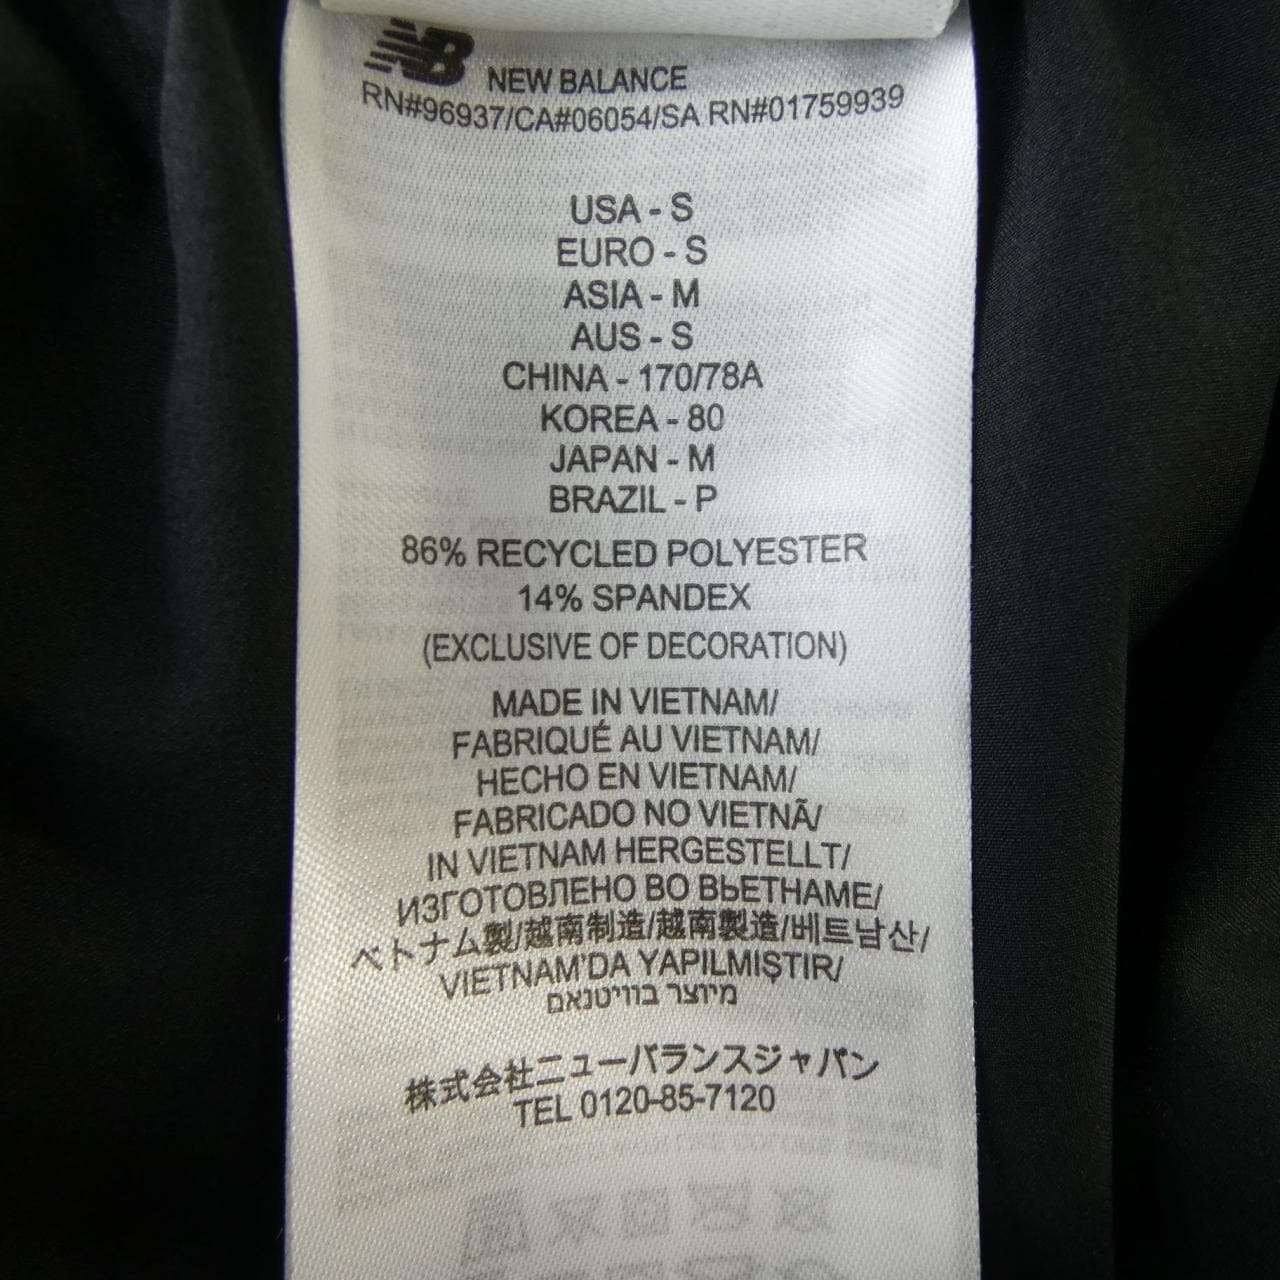 NB NEW BALANCE
RN#96937/CA#06054/SA RN#01759939
USA - S
EURO - S
ASIA - M
AUS - S
CHINA - 170/78A
KOREA - 80
JAPAN - M
BRAZIL - P
86% RECYCLED POLYESTER
14% SPANDEX
(EXCLUSIVE OF DECORATION)
MADE IN VIETNAM/
FABRIQUÉ AU VIETNAM/
HECHO EN VIETNAM/
FABRICADO NO VIETNÃ/
IN VIETNAM HERGESTELLT/
ИЗГОТОВЛЕНО ВО ВЬЕТНАМЕ/
ベトナム製/越南制造/越南製造/베트남산/
VIETNAM'DA YAPILMIŞTIR/
מיוצר בווייטנאם
株式会社ニューバランスジャパン
TEL 0120-85-7120